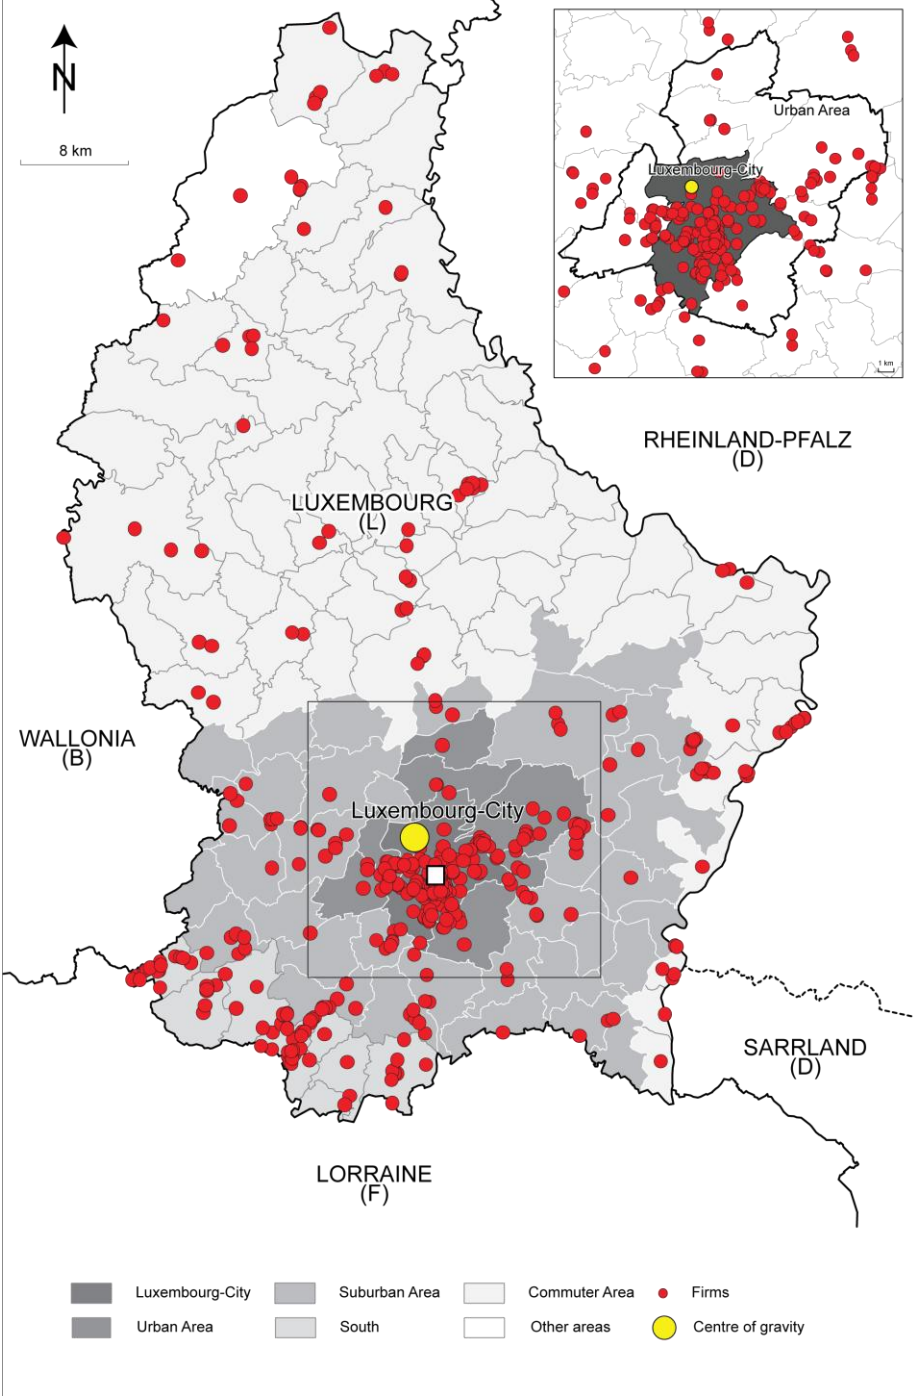 N
8 km
Urban Area
Luxembourg-City
1 km
RHEINLAND-PFALZ
(D)
LUXEMBOURG
(L)
WALLONIA
(B)
Luxembourg-City
SARRLAND
(D)
LORRAINE
(F)
Luxembourg-City
Suburban Area
Commuter Area
Firms
Urban Area
South
Other areas
Centre of gravity